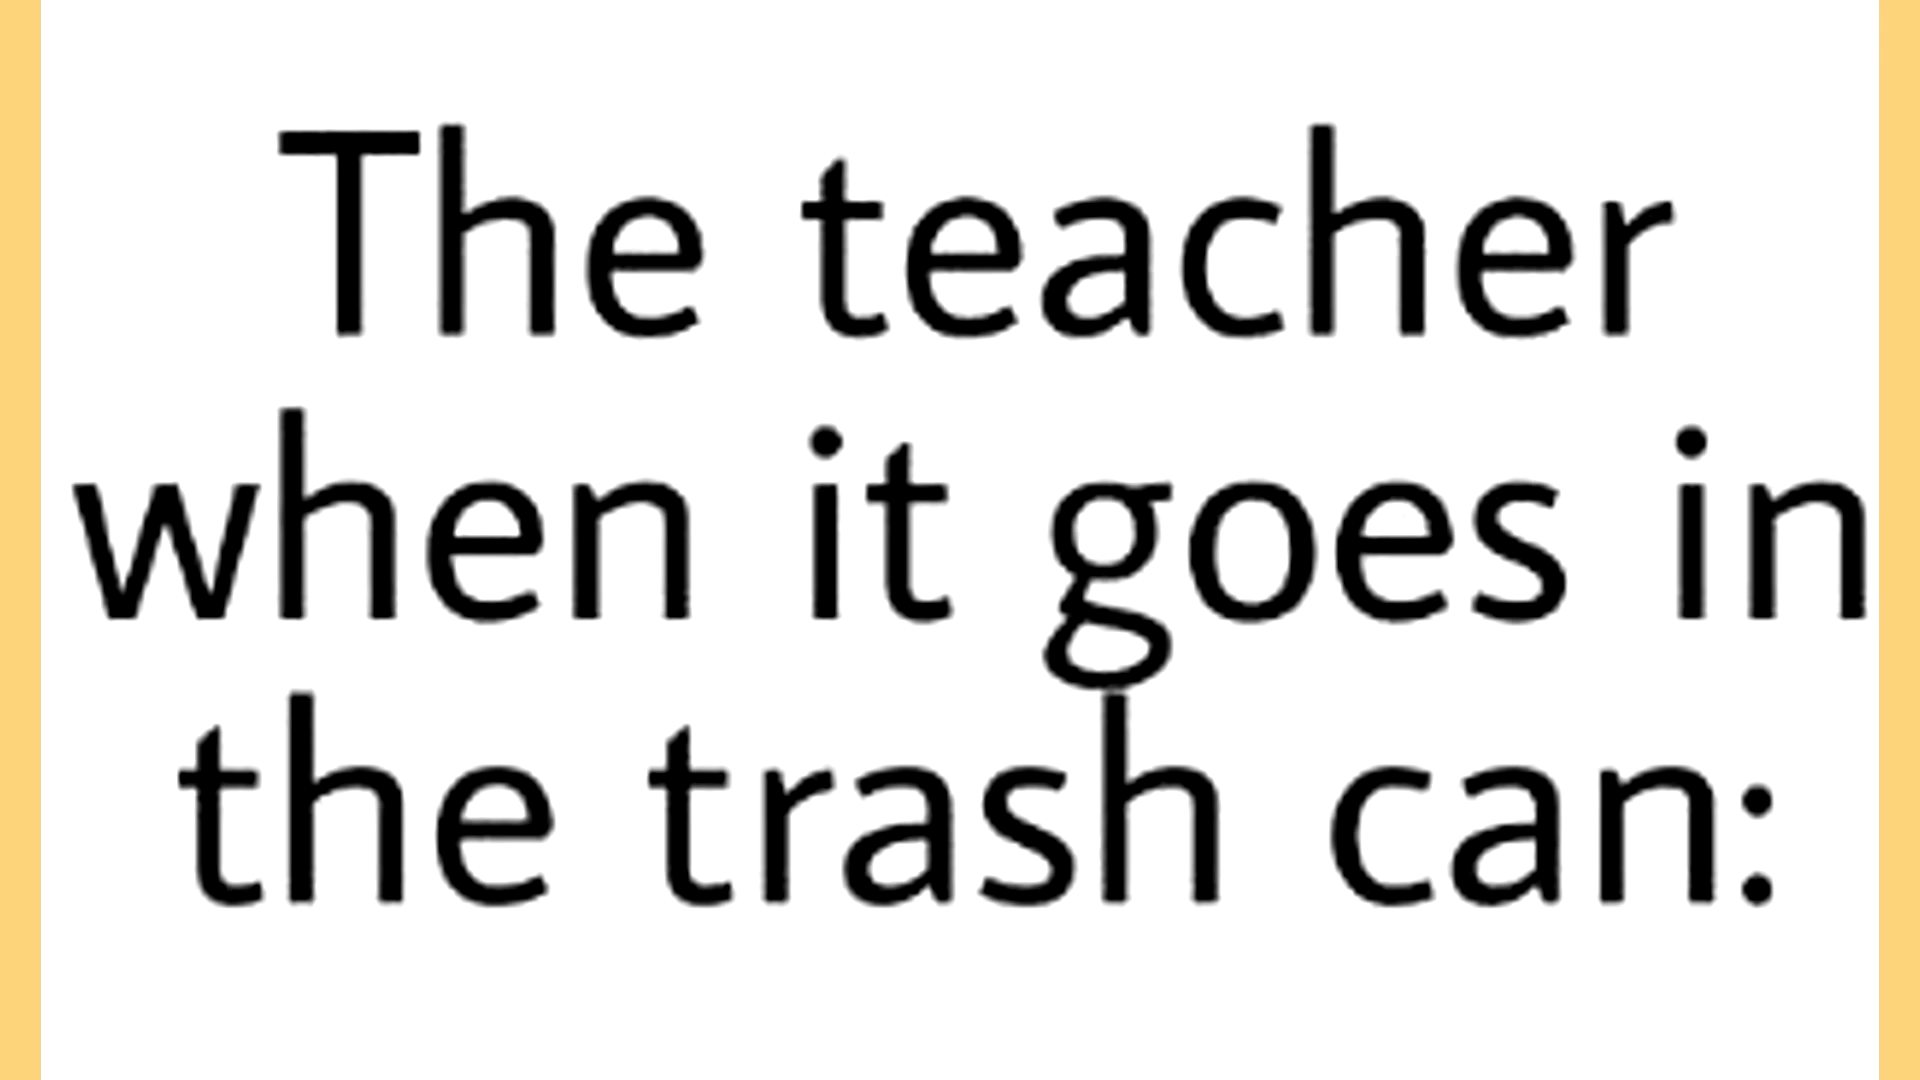 The teacher
when it goes in
the trash can: